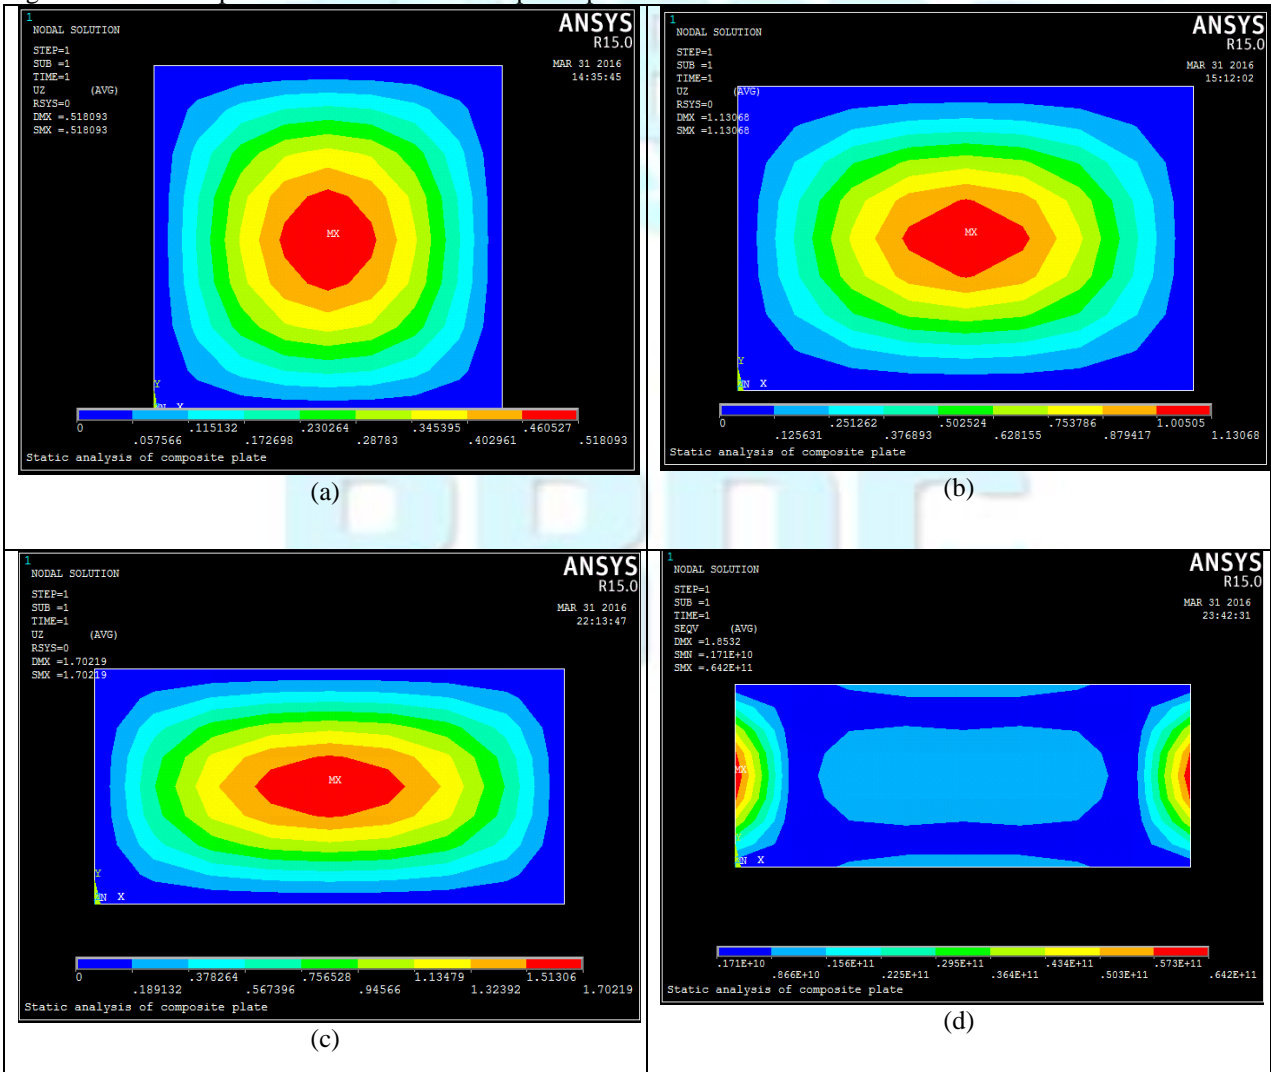 1
NODAL SOLUTION
STEP=1
SUB =1
TIME=1
UZ (AVG)
RSYS=0
DMX =.518093
SMX =.518093
ANSYS
R15.0
MAR 31 2016
14:35:45
MX
Y
X
0 .115132 .230264 .345395 .460527
.057566 .172698 .28783 .402961 .518093
Static analysis of composite plate
(a)
1
NODAL SOLUTION
STEP=1
SUB =1
TIME=1
UZ (AVG)
RSYS=0
DMX =1.13068
SMX =1.13068
ANSYS
R15.0
MAR 31 2016
15:12:02
MX
Y
X
0 .251262 .502524 .753786 1.00505
.125631 .376893 .628155 .879417 1.13068
Static analysis of composite plate
(b)
1
NODAL SOLUTION
STEP=1
SUB =1
TIME=1
UZ (AVG)
RSYS=0
DMX =1.70219
SMX =1.70219
ANSYS
R15.0
MAR 31 2016
22:13:47
MX
Y
X
0 .378264 .756528 1.13479 1.51306
.189132 .567396 .94566 1.32392 1.70219
Static analysis of composite plate
(c)
1
NODAL SOLUTION
STEP=1
SUB =1
TIME=1
SEQV (AVG)
DMX =1.8532
SMN =.171E+10
SMX =.642E+11
ANSYS
R15.0
MAR 31 2016
23:42:31
MX
Y
X
.171E+10 .156E+11 .295E+11 .434E+11 .573E+11
.866E+10 .225E+11 .364E+11 .503E+11 .642E+11
Static analysis of composite plate
(d)